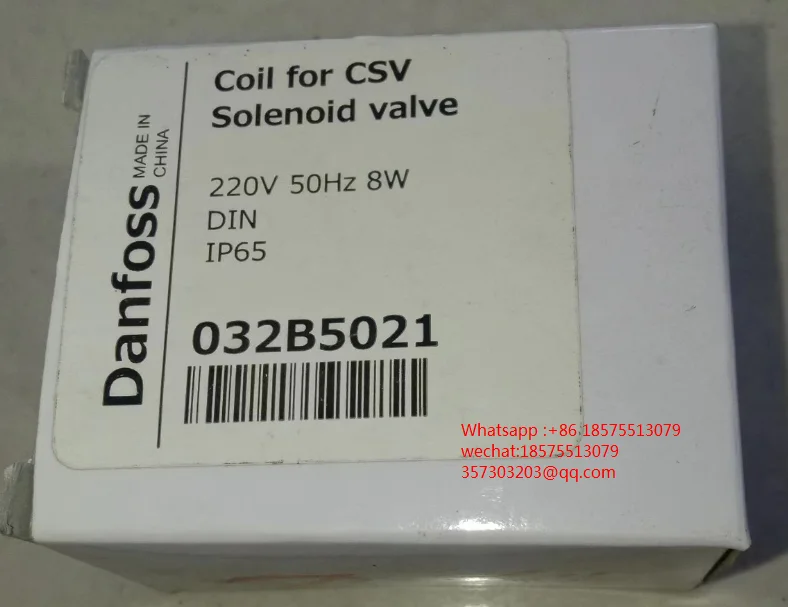 Coil for CSV
Solenoid valve
220V 50Hz 8W
DIN
IP65
032B5021
Danfoss
MADE IN
CHINA
Whatsapp :+86 18575513079
wechat:18575513079
357303203@qq.com